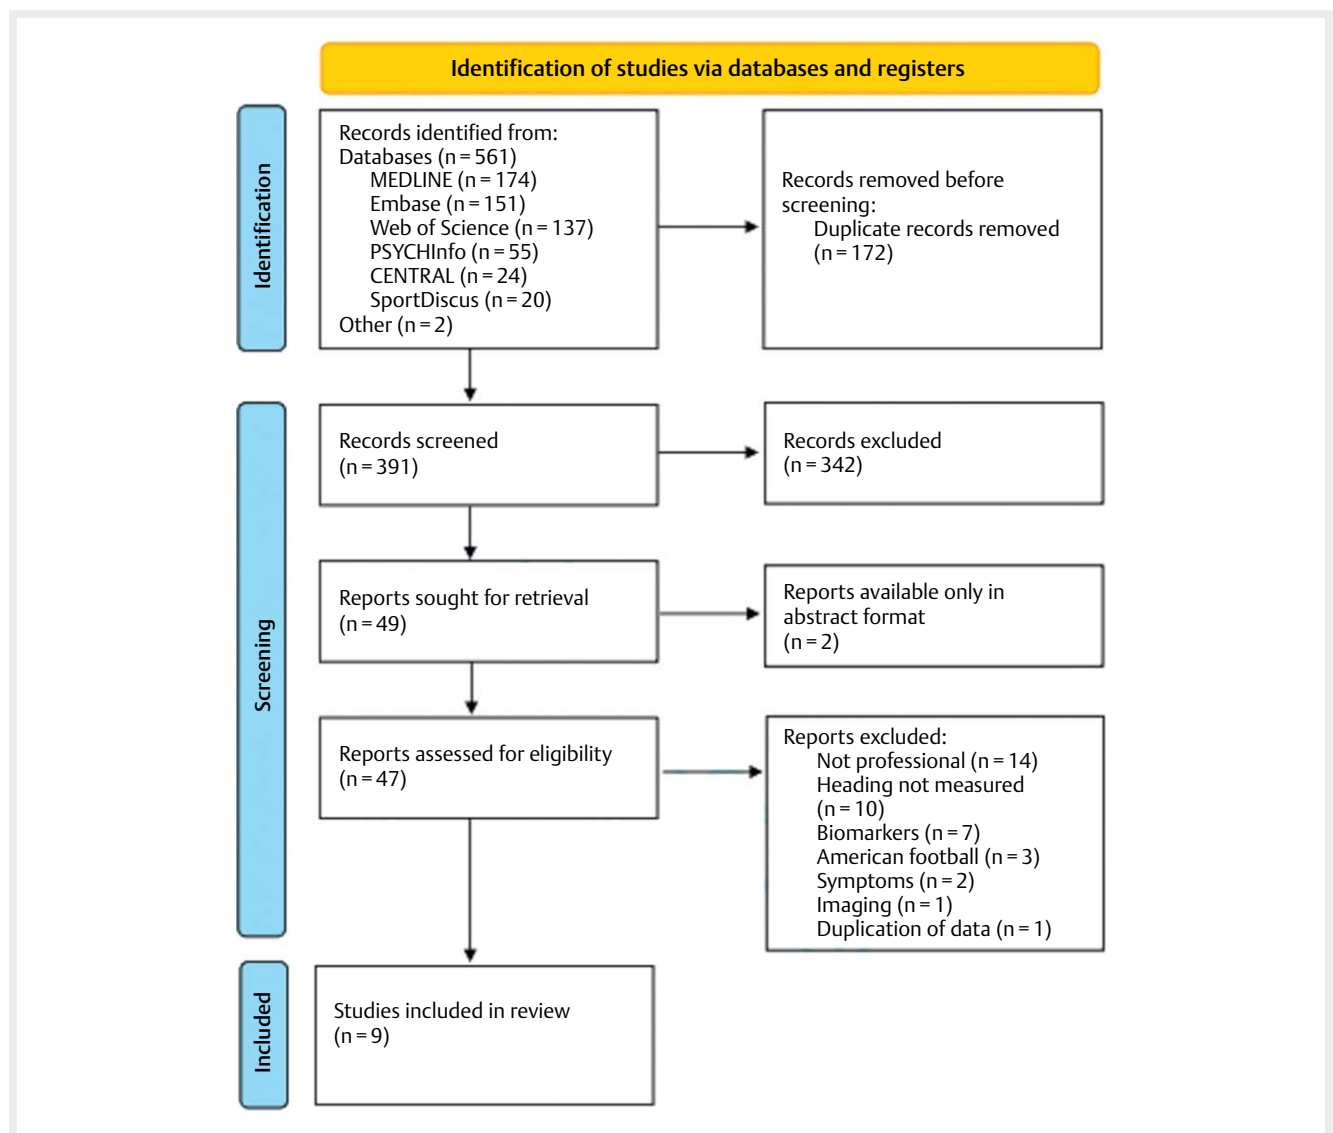 Identification of studies via databases and registers
Identification
Records identified from:
Databases (n = 561)
MEDLINE (n = 174)
Embase (n = 151)
Web of Science (n = 137)
PSYCHInfo (n = 55)
CENTRAL (n = 24)
SportDiscus (n = 20)
Other (n = 2)
Records removed before
screening:
Duplicate records removed
(n = 172)
Screening
Records screened
(n = 391)
Records excluded
(n = 342)
Reports sought for retrieval
(n = 49)
Reports available only in
abstract format
(n = 2)
Reports assessed for eligibility
(n = 47)
Reports excluded:
Not professional (n = 14)
Heading not measured
(n = 10)
Biomarkers (n = 7)
American football (n = 3)
Symptoms (n = 2)
Imaging (n = 1)
Duplication of data (n = 1)
Included
Studies included in review
(n = 9)